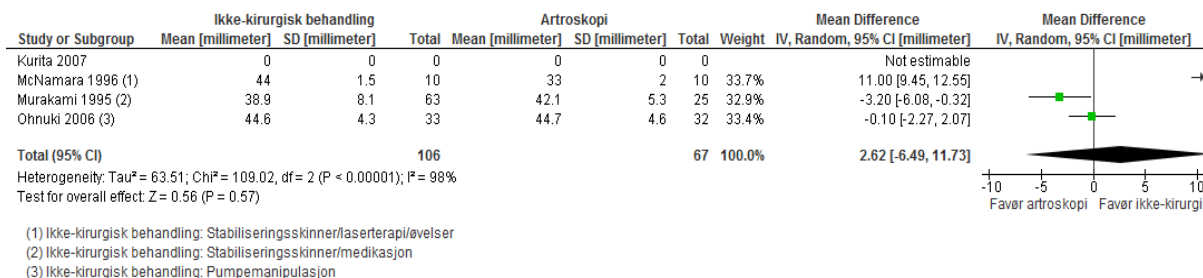 Ikke-kirurgisk behandling Artroskopi Mean Difference Mean Difference
Study or Subgroup Mean [millimeter] SD [millimeter] Total Mean [millimeter] SD [millimeter] Total Weight IV, Random, 95% CI [millimeter] IV, Random, 95% CI [millimeter]
Kurita 2007 0 0 0 0 0 0 Not estimable
McNamara 1996 (1) 44 1.5 10 33 2 10 33.7% 11.00 [9.45, 12.55]
Murakami 1995 (2) 38.9 8.1 63 42.1 5.3 25 32.9% -3.20 [-6.08, -0.32]
Ohnuki 2006 (3) 44.6 4.3 33 44.7 4.6 32 33.4% -0.10 [-2.27, 2.07]
Total (95% CI) 106 67 100.0% 2.62 [-6.49, 11.73]
Heterogeneity: Tau² = 63.51; Chi² = 109.02, df = 2 (P < 0.00001); I² = 98%
Test for overall effect: Z = 0.56 (P = 0.57)
-10 -5 0 5 10
Favør artroskopi Favør ikke-kirurgi
(1) Ikke-kirurgisk behandling: Stabiliseringsskinner/laserterapi/øvelser
(2) Ikke-kirurgisk behandling: Stabiliseringsskinner/medikasjon
(3) Ikke-kirurgisk behandling: Pumpemanipulasjon